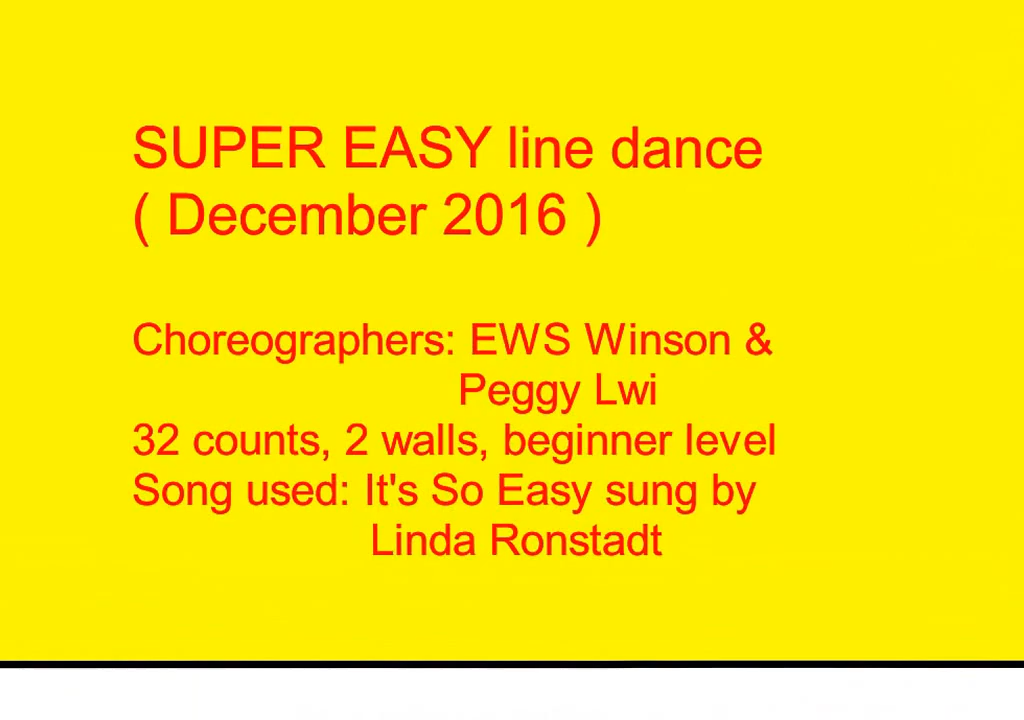 SUPER EASY line dance
( December 2016 )
Choreographers: EWS Winson &
Peggy Lwi
32 counts, 2 walls, beginner level
Song used: It's So Easy sung by
Linda Ronstadt